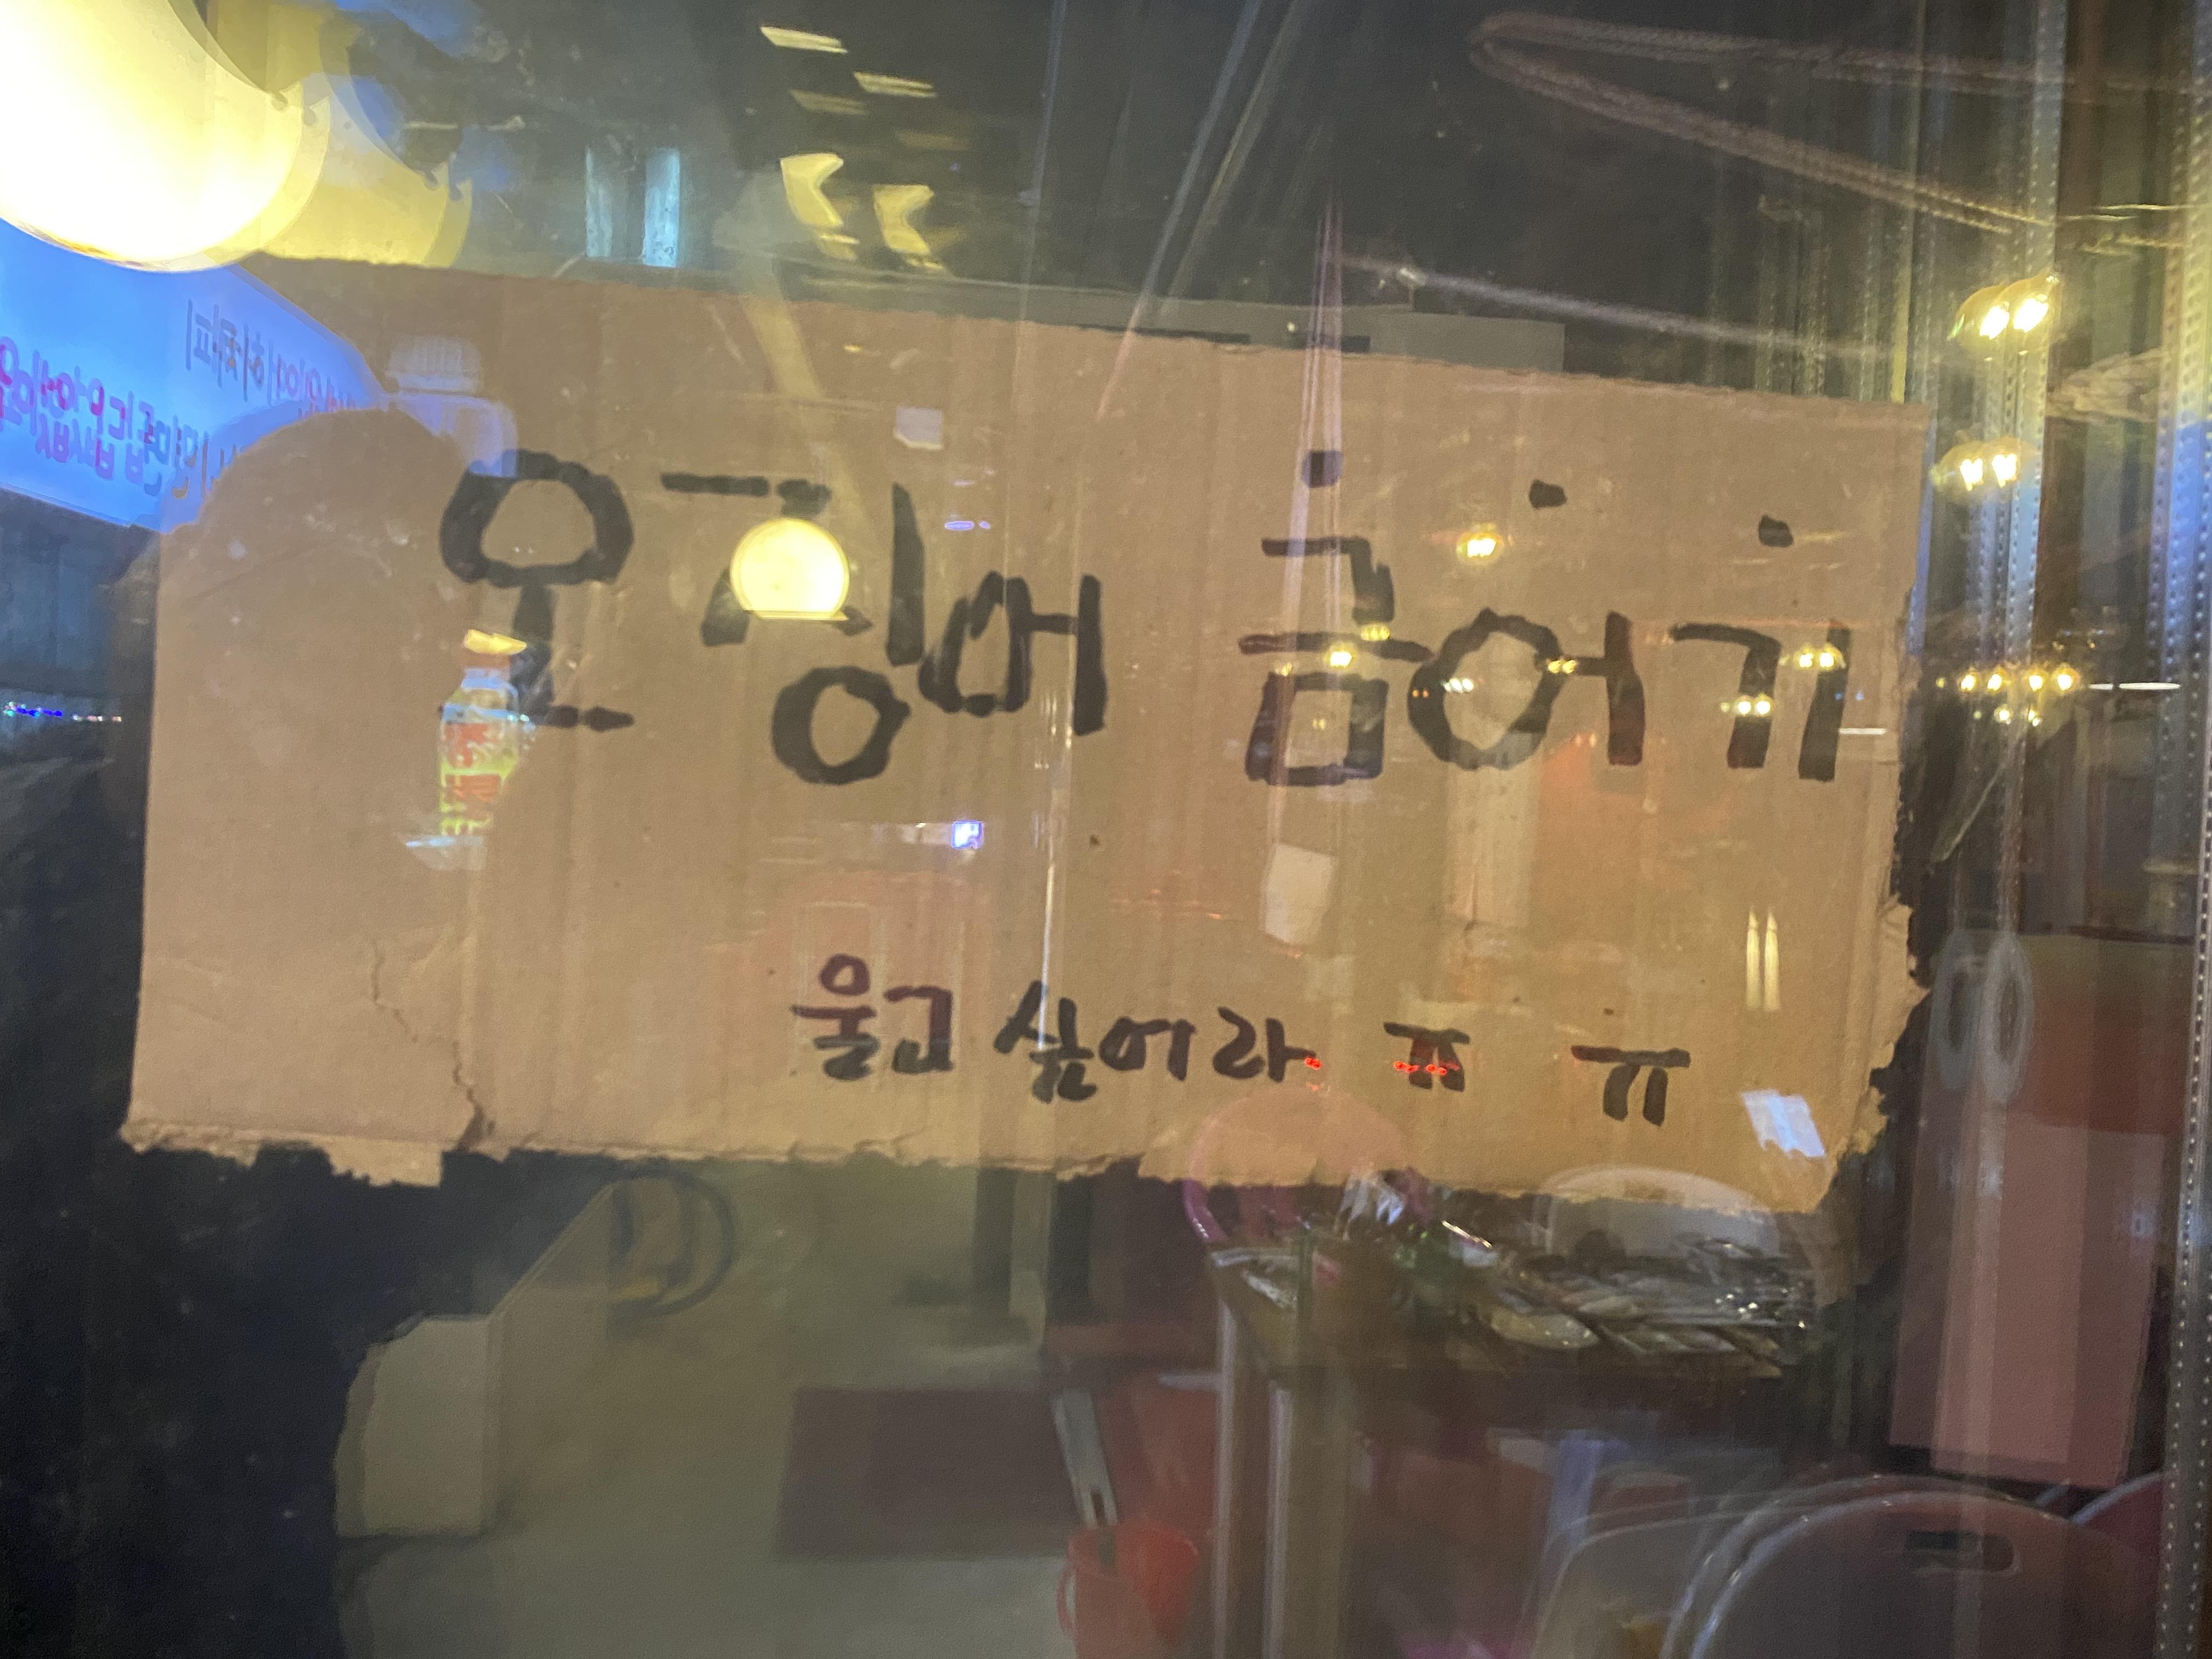 오징어 금어기
울고 싶어라. ㅠ ㅠ